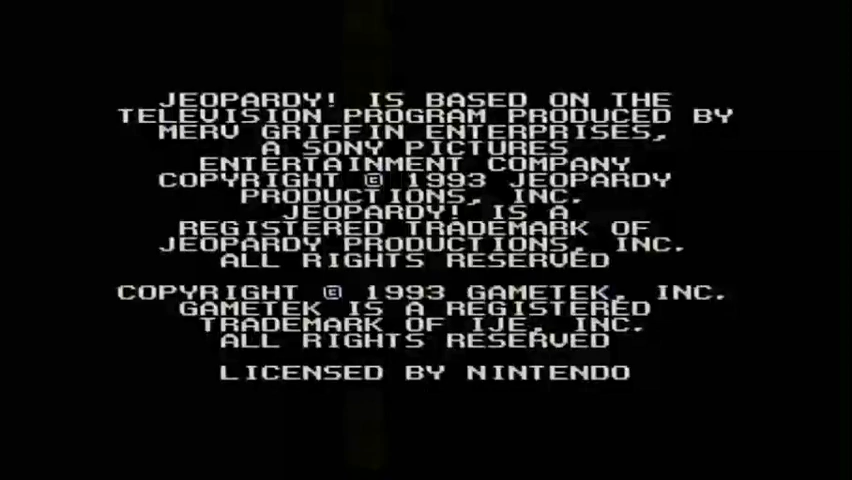 JEOPARDY! IS BASED ON THE
TELEVISION PROGRAM PRODUCED BY
MERV GRIFFIN ENTERPRISES,
A SONY PICTURES
ENTERTAINMENT COMPANY
COPYRIGHT © 1993 JEOPARDY
PRODUCTIONS, INC.
JEOPARDY! IS A
REGISTERED TRADEMARK OF
JEOPARDY PRODUCTIONS, INC.
ALL RIGHTS RESERVED
COPYRIGHT © 1993 GAMETEK, INC.
GAMETEK IS A REGISTERED
TRADEMARK OF IJE, INC.
ALL RIGHTS RESERVED
LICENSED BY NINTENDO